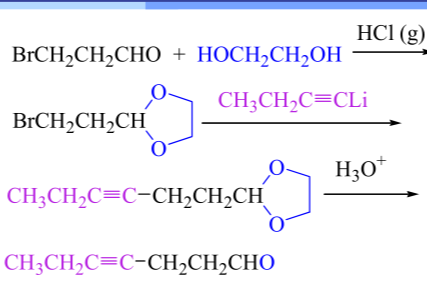 BrCH₂CH₂CHO + HOCH₂CH₂OH HCl (g)
BrCH₂CH₂CH O O CH₃CH₂C≡CLi
CH₃CH₂C≡C−CH₂CH₂CH O O H₃O⁺
CH₃CH₂C≡C−CH₂CH₂CHO